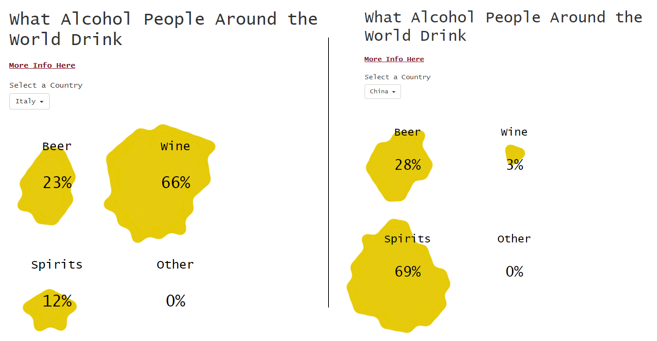 What Alcohol People Around the
World Drink
More Info Here
Select a Country
Italy
Beer
Wine
23%
66%
Spirits
Other
12%
0%
What Alcohol People Around the
World Drink
More Info Here
Select a Country
China
Beer
Wine
28%
3%
Spirits
Other
69%
0%